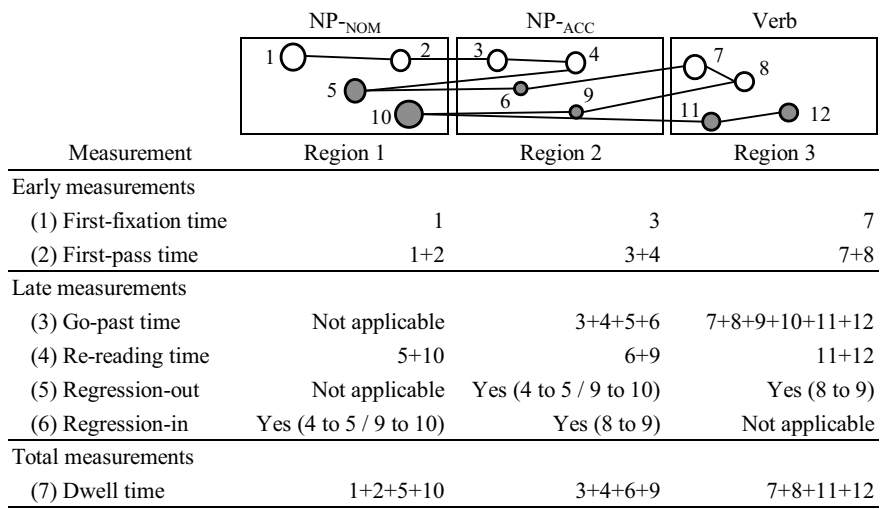 NP-NOM NP-ACC Verb
1 2 3 4 7
8
5 6 9
10 11 12
Measurement Region 1 Region 2 Region 3
Early measurements
(1) First-fixation time 1 3 7
(2) First-pass time 1+2 3+4 7+8
Late measurements
(3) Go-past time Not applicable 3+4+5+6 7+8+9+10+11+12
(4) Re-reading time 5+10 6+9 11+12
(5) Regression-out Not applicable Yes (4 to 5 / 9 to 10) Yes (8 to 9)
(6) Regression-in Yes (4 to 5 / 9 to 10) Yes (8 to 9) Not applicable
Total measurements
(7) Dwell time 1+2+5+10 3+4+6+9 7+8+11+12